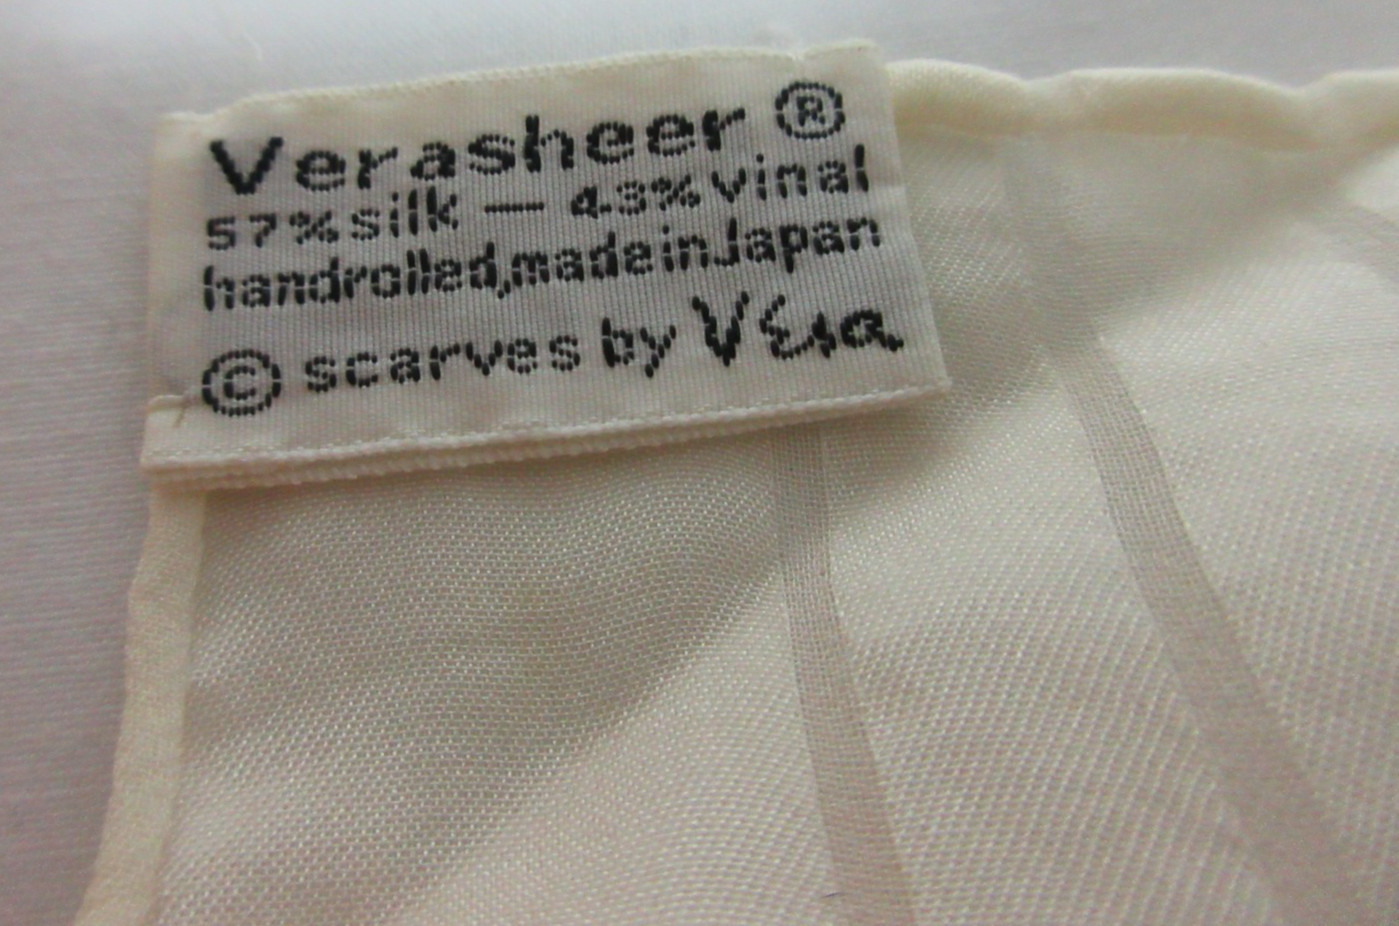 Verasheer ®
57% silk — 43% vinal
handrolled, made in Japan
© scarves by Vera